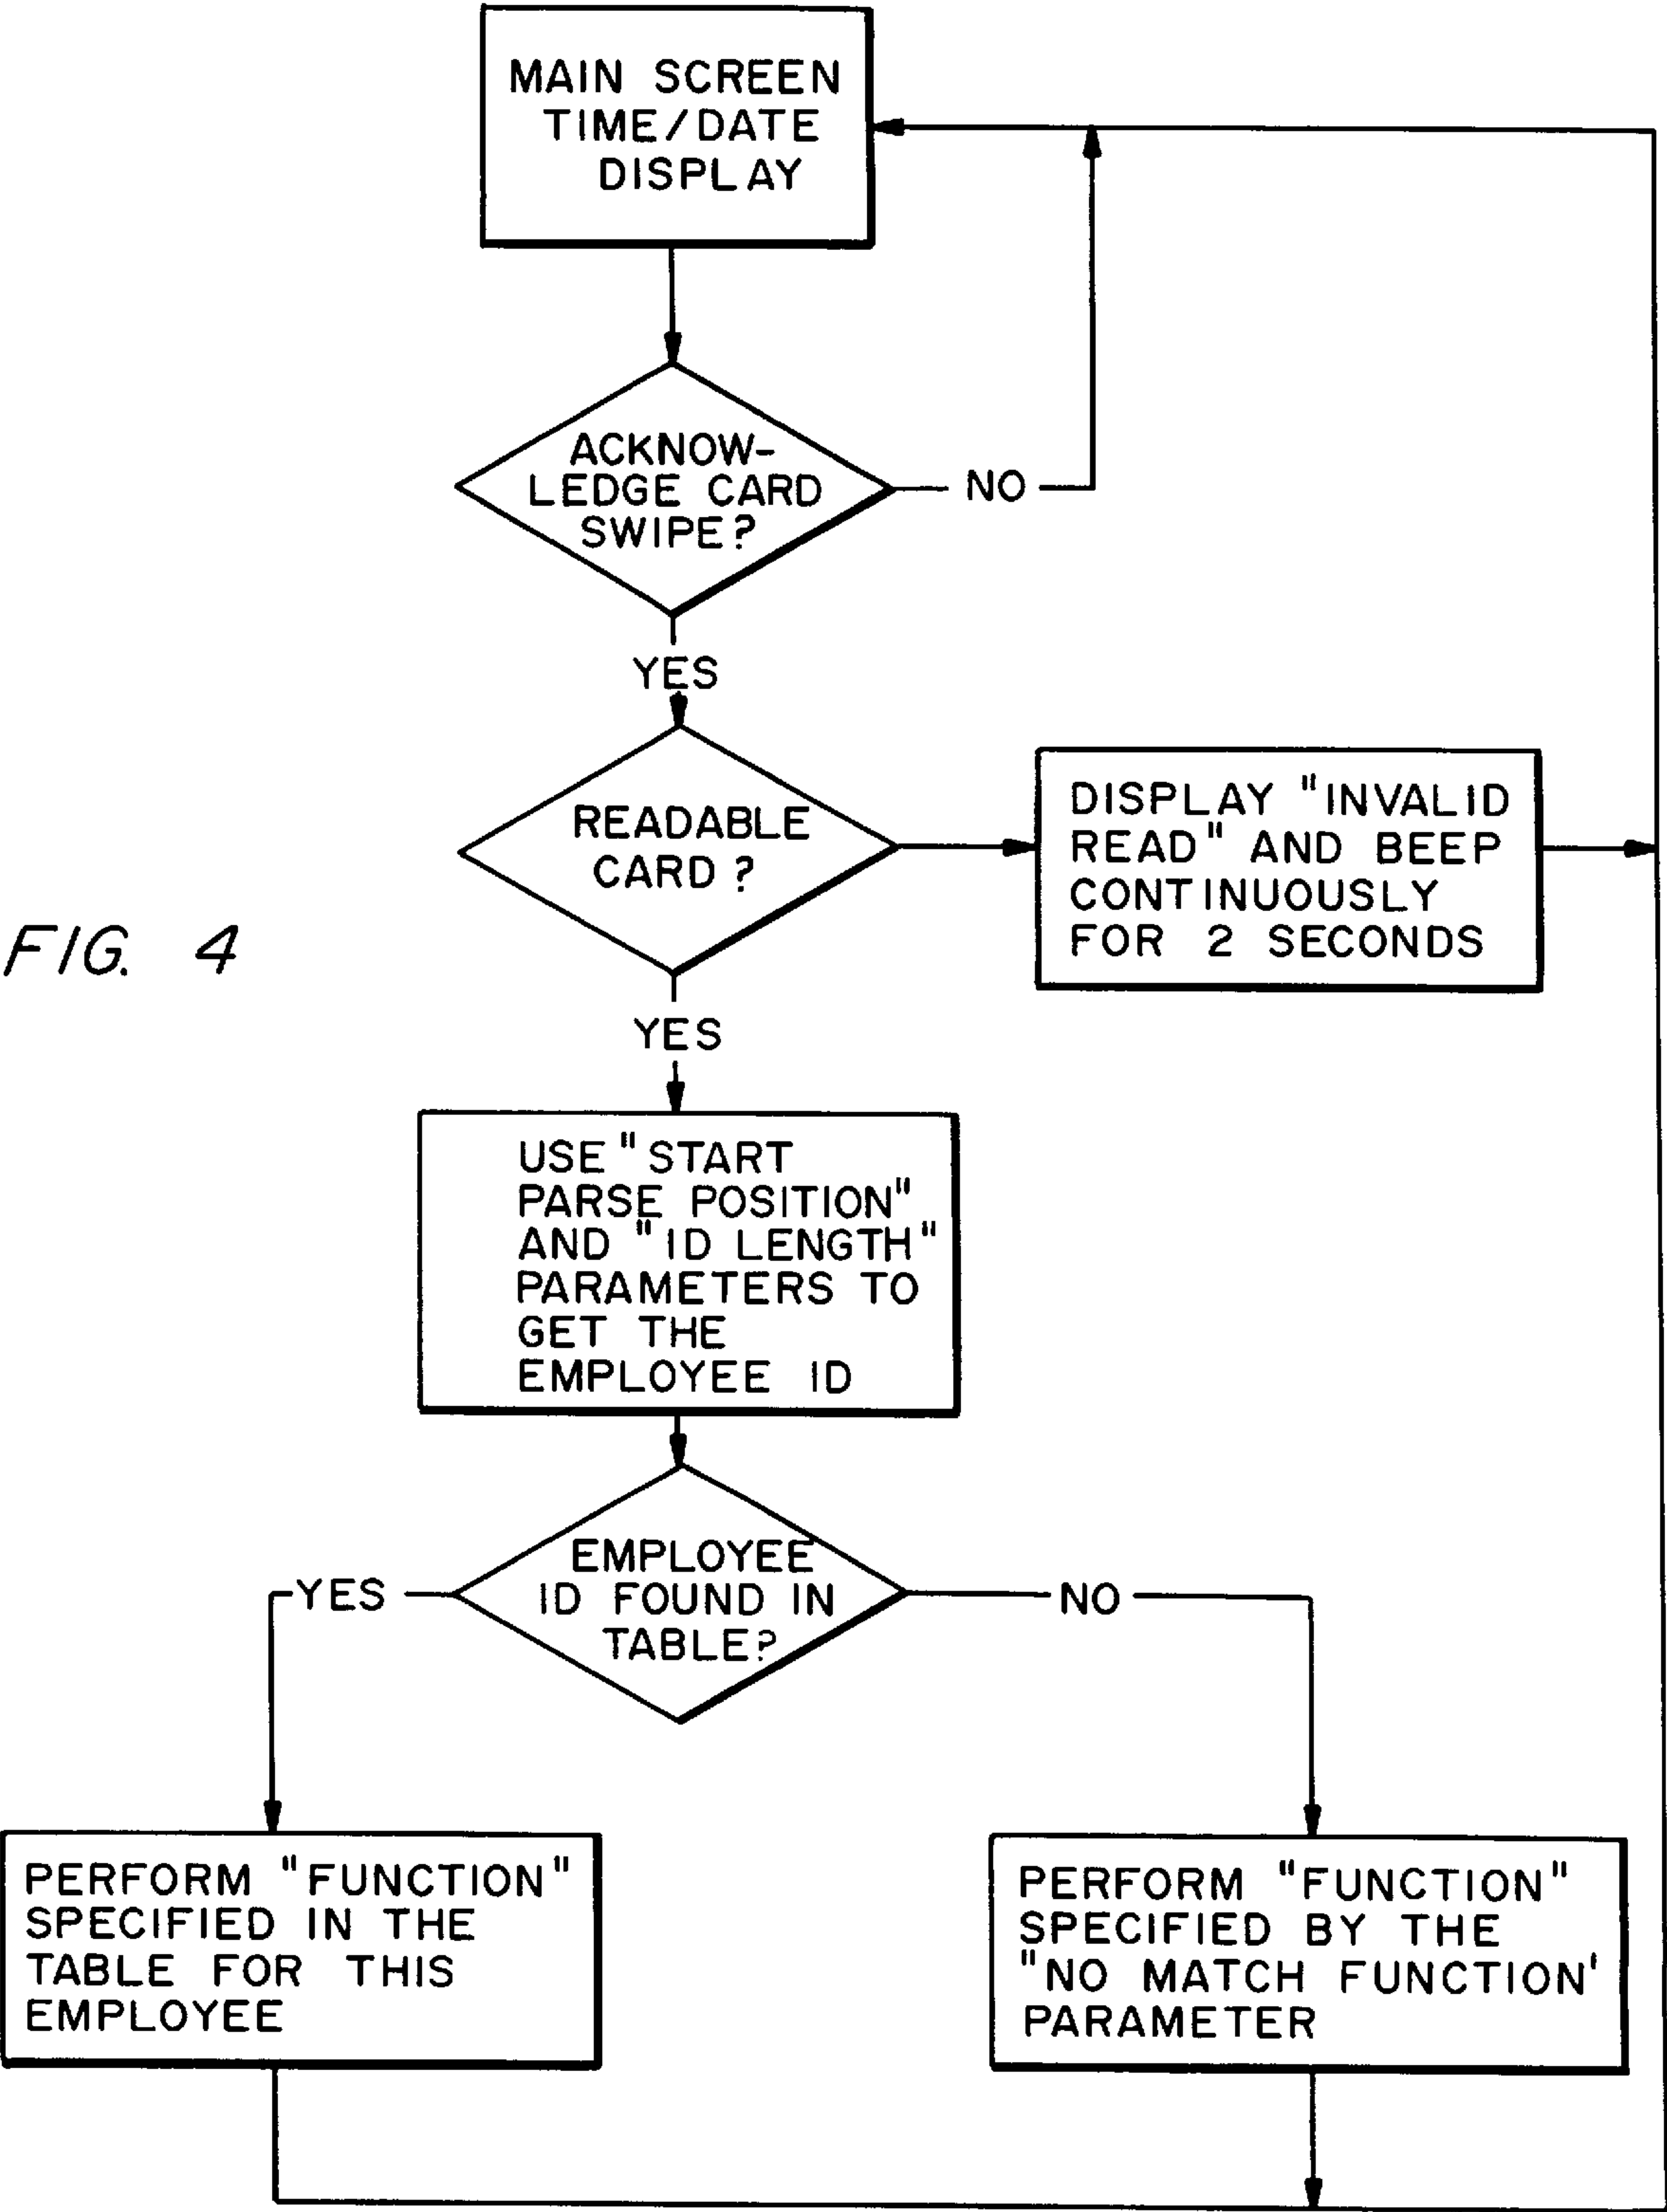 MAIN SCREEN
TIME/DATE
DISPLAY
ACKNOW-
LEDGE CARD
SWIPE?
NO
YES
READABLE
CARD?
DISPLAY "INVALID
READ" AND BEEP
CONTINUOUSLY
FOR 2 SECONDS
FIG. 4
YES
USE "START
PARSE POSITION"
AND "ID LENGTH"
PARAMETERS TO
GET THE
EMPLOYEE ID
EMPLOYEE
ID FOUND IN
TABLE?
YES
NO
PERFORM "FUNCTION"
SPECIFIED IN THE
TABLE FOR THIS
EMPLOYEE
PERFORM "FUNCTION"
SPECIFIED BY THE
"NO MATCH FUNCTION'
PARAMETER